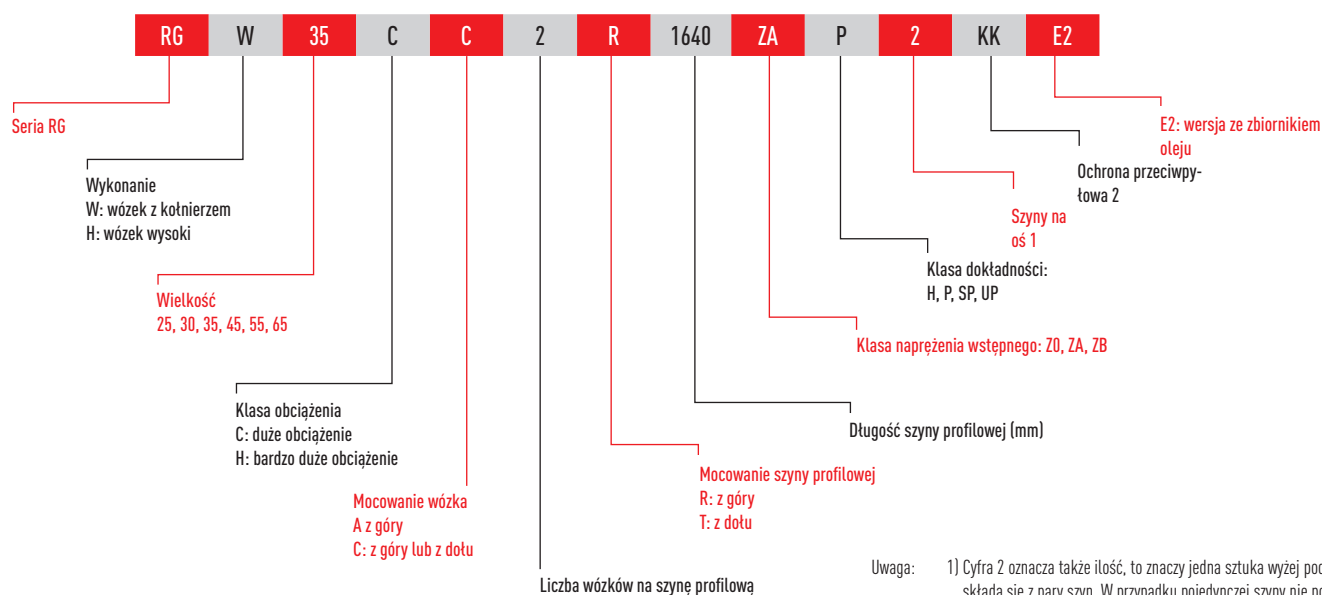 RG W 35 C C 2 R 1640 ZA P 2 KK E2
Seria RG
Wykonanie
W: wózek z kołnierzem
H: wózek wysoki
Wielkość
25, 30, 35, 45, 55, 65
Klasa obciążenia
C: duże obciążenie
H: bardzo duże obciążenie
Mocowanie wózka
A z góry
C: z góry lub z dołu
Liczba wózków na szynę profilową
Mocowanie szyny profilowej
R: z góry
T: z dołu
Długość szyny profilowej (mm)
Klasa naprężenia wstępnego: Z0, ZA, ZB
Klasa dokładności:
H, P, SP, UP
Szyny na
oś 1
Ochrona przeciwpy-
łowa 2
E2: wersja ze zbiornikiem
oleju
Uwaga: 1) Cyfra 2 oznacza także ilość, to znaczy jedna sztuka wyżej
składa się z pary szyn. W przypadku pojedynczej szyny nie